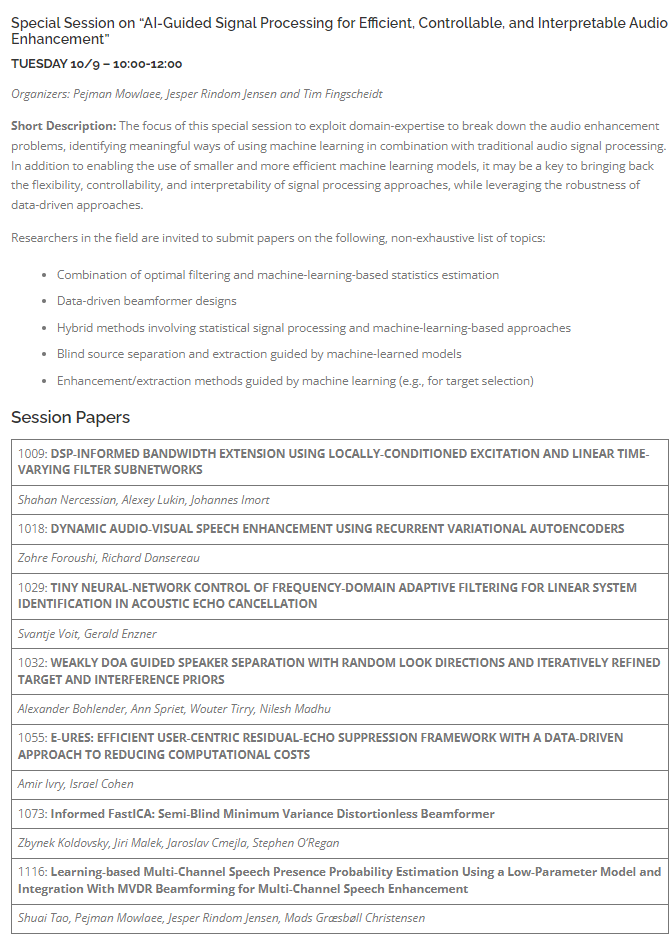 Special Session on “AI-Guided Signal Processing for Efficient, Controllable, and Interpretable Audio
Enhancement”
TUESDAY 10/9 – 10:00-12:00
Organizers: Pejman Mowlaee, Jesper Rindom Jensen and Tim Fingscheidt
Short Description: The focus of this special session to exploit domain-expertise to break down the audio enhancement
problems, identifying meaningful ways of using machine learning in combination with traditional audio signal processing.
In addition to enabling the use of smaller and more efficient machine learning models, it may be a key to bringing back
the flexibility, controllability, and interpretability of signal processing approaches, while leveraging the robustness of
data-driven approaches.
Researchers in the field are invited to submit papers on the following, non-exhaustive list of topics:
• Combination of optimal filtering and machine-learning-based statistics estimation
• Data-driven beamformer designs
• Hybrid methods involving statistical signal processing and machine-learning-based approaches
• Blind source separation and extraction guided by machine-learned models
• Enhancement/extraction methods guided by machine learning (e.g., for target selection)
Session Papers
1009: DSP-INFORMED BANDWIDTH EXTENSION USING LOCALLY-CONDITIONED EXCITATION AND LINEAR TIME-
VARYING FILTER SUBNETWORKS
Shahan Nercessian, Alexey Lukin, Johannes Imort
1018: DYNAMIC AUDIO-VISUAL SPEECH ENHANCEMENT USING RECURRENT VARIATIONAL AUTOENCODERS
Zohre Foroushi, Richard Dansereau
1029: TINY NEURAL-NETWORK CONTROL OF FREQUENCY-DOMAIN ADAPTIVE FILTERING FOR LINEAR SYSTEM
IDENTIFICATION IN ACOUSTIC ECHO CANCELLATION
Svantje Voit, Gerald Enzner
1032: WEAKLY DOA GUIDED SPEAKER SEPARATION WITH RANDOM LOOK DIRECTIONS AND ITERATIVELY REFINED
TARGET AND INTERFERENCE PRIORS
Alexander Bohlender, Ann Spriet, Wouter Tirry, Nilesh Madhu
1055: E-URES: EFFICIENT USER-CENTRIC RESIDUAL-ECHO SUPPRESSION FRAMEWORK WITH A DATA-DRIVEN
APPROACH TO REDUCING COMPUTATIONAL COSTS
Amir Ivry, Israel Cohen
1073: Informed FastICA: Semi-Blind Minimum Variance Distortionless Beamformer
Zbynek Koldovsky, Jiri Malek, Jaroslav Cmejla, Stephen O’Regan
1116: Learning-based Multi-Channel Speech Presence Probability Estimation Using a Low-Parameter Model and
Integration With MVDR Beamforming for Multi-Channel Speech Enhancement
Shuai Tao, Pejman Mowlaee, Jesper Rindom Jensen, Mads Græsbøll Christensen